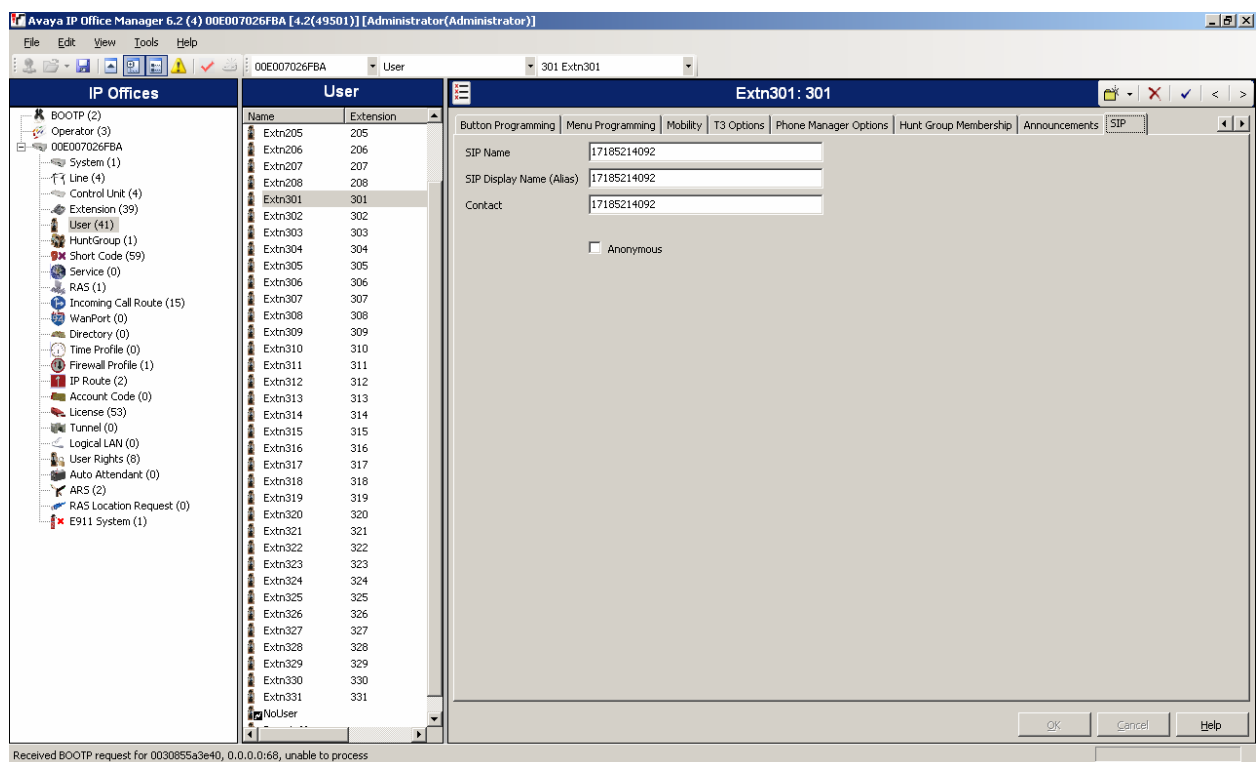 Avaya IP Office Manager 6.2 (4) 00E007026FBA [4.2(49501)] [Administrator(Administrator)]
File Edit View Tools Help
00E007026FBA User 301 Extn301
IP Offices
BOOTP (2)
Operator (3)
00E007026FBA
System (1)
Line (4)
Control Unit (4)
Extension (39)
User (41)
HuntGroup (1)
Short Code (59)
Service (0)
RAS (1)
Incoming Call Route (15)
WanPort (0)
Directory (0)
Time Profile (0)
Firewall Profile (1)
IP Route (2)
Account Code (0)
License (53)
Tunnel (0)
Logical LAN (0)
User Rights (8)
Auto Attendant (0)
ARS (2)
RAS Location Request (0)
E911 System (1)
User
Name Extension
Extn205 205
Extn206 206
Extn207 207
Extn208 208
Extn301 301
Extn302 302
Extn303 303
Extn304 304
Extn305 305
Extn306 306
Extn307 307
Extn308 308
Extn309 309
Extn310 310
Extn311 311
Extn312 312
Extn313 313
Extn314 314
Extn315 315
Extn316 316
Extn317 317
Extn318 318
Extn319 319
Extn320 320
Extn321 321
Extn322 322
Extn323 323
Extn324 324
Extn325 325
Extn326 326
Extn327 327
Extn328 328
Extn329 329
Extn330 330
Extn331 331
NoUser
Extn301: 301
Button Programming Menu Programming Mobility T3 Options Phone Manager Options Hunt Group Membership Announcements SIP
SIP Name 17185214092
SIP Display Name (Alias) 17185214092
Contact 17185214092
Anonymous
OK Cancel Help
Received BOOTP request for 0030855a3e40, 0.0.0.0:68, unable to process